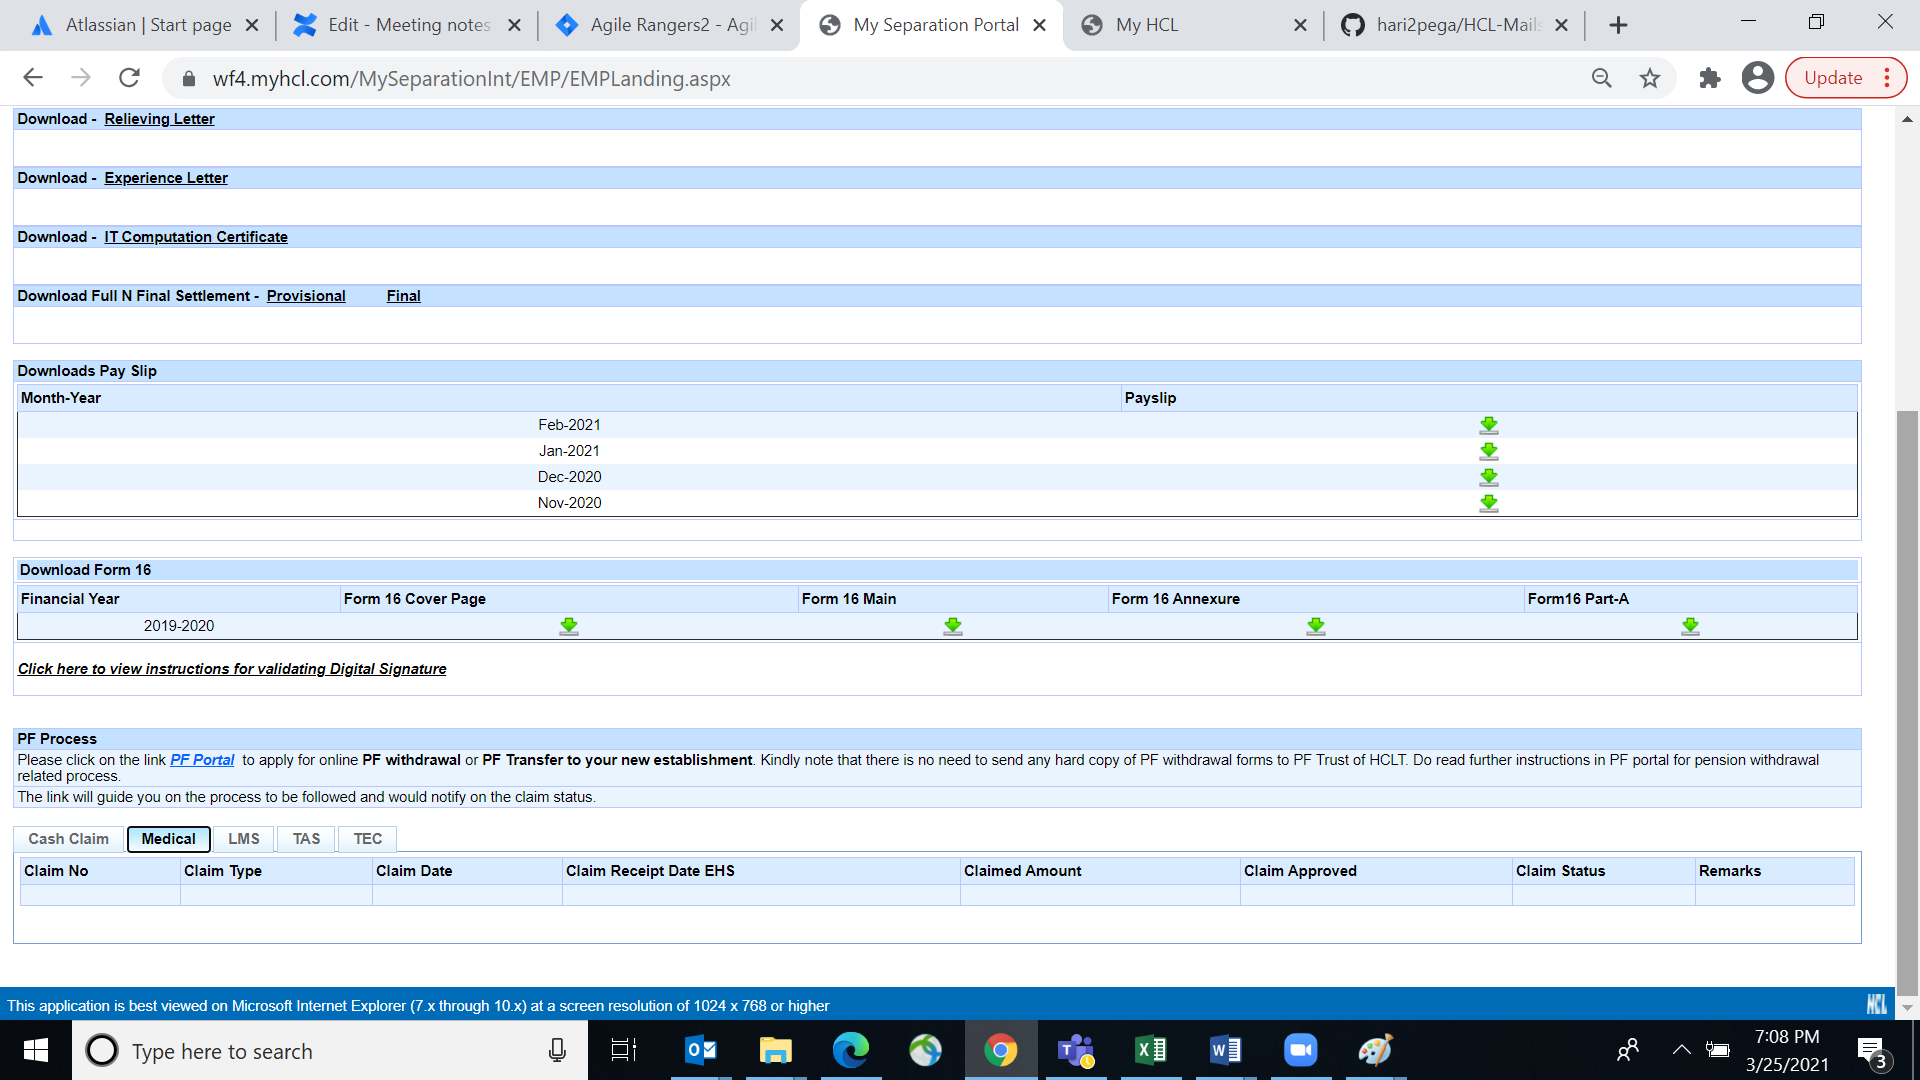 Atlassian | Start page
Edit - Meeting notes
Agile Rangers2 - Agil
My Separation Portal
My HCL
hari2pega/HCL-Mails
wf4.myhcl.com/MySeparationInt/EMP/EMPLanding.aspx
Update
Download - Relieving Letter
Download - Experience Letter
Download - IT Computation Certificate
Download Full N Final Settlement - Provisional Final
Downloads Pay Slip
Month-Year Payslip
Feb-2021
Jan-2021
Dec-2020
Nov-2020
Download Form 16
Financial Year Form 16 Cover Page Form 16 Main Form 16 Annexure Form16 Part-A
2019-2020
Click here to view instructions for validating Digital Signature
PF Process
Please click on the link PF Portal to apply for online PF withdrawal or PF Transfer to your new establishment. Kindly note that there is no need to send any hard copy of PF withdrawal forms to PF Trust of HCLT. Do read further instructions in PF portal for pension withdrawal
related process.
The link will guide you on the process to be followed and would notify on the claim status.
Cash Claim Medical LMS TAS TEC
Claim No Claim Type Claim Date Claim Receipt Date EHS Claimed Amount Claim Approved Claim Status Remarks
This application is best viewed on Microsoft Internet Explorer (7.x through 10.x) at a screen resolution of 1024 x 768 or higher
HCL
Type here to search
7:08 PM
3/25/2021
3